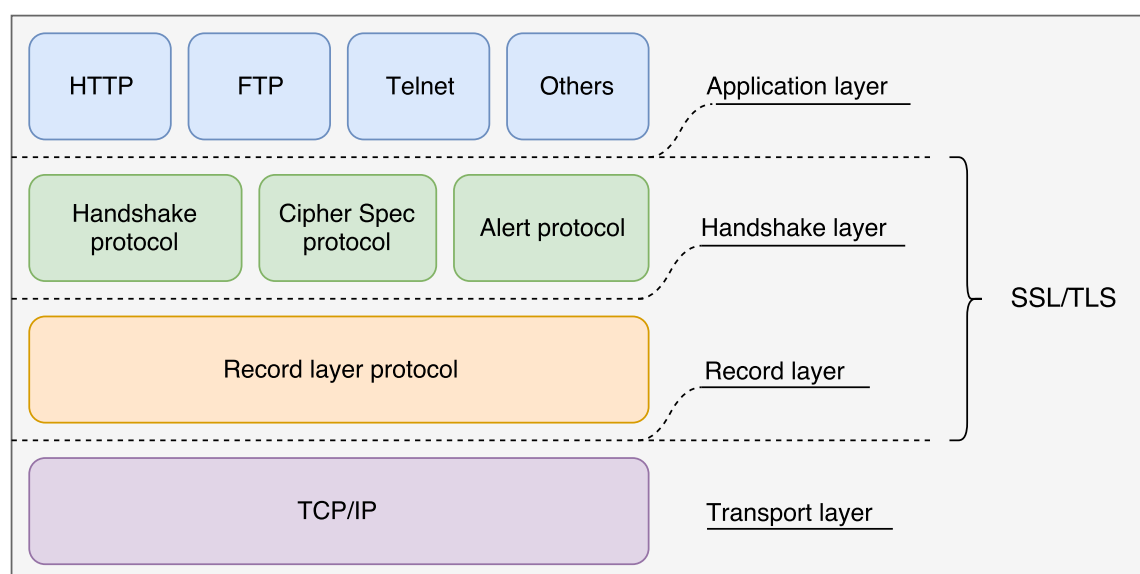 HTTP
FTP
Telnet
Others
Application layer
Handshake
protocol
Cipher Spec
protocol
Alert protocol
Handshake layer
SSL/TLS
Record layer protocol
Record layer
TCP/IP
Transport layer